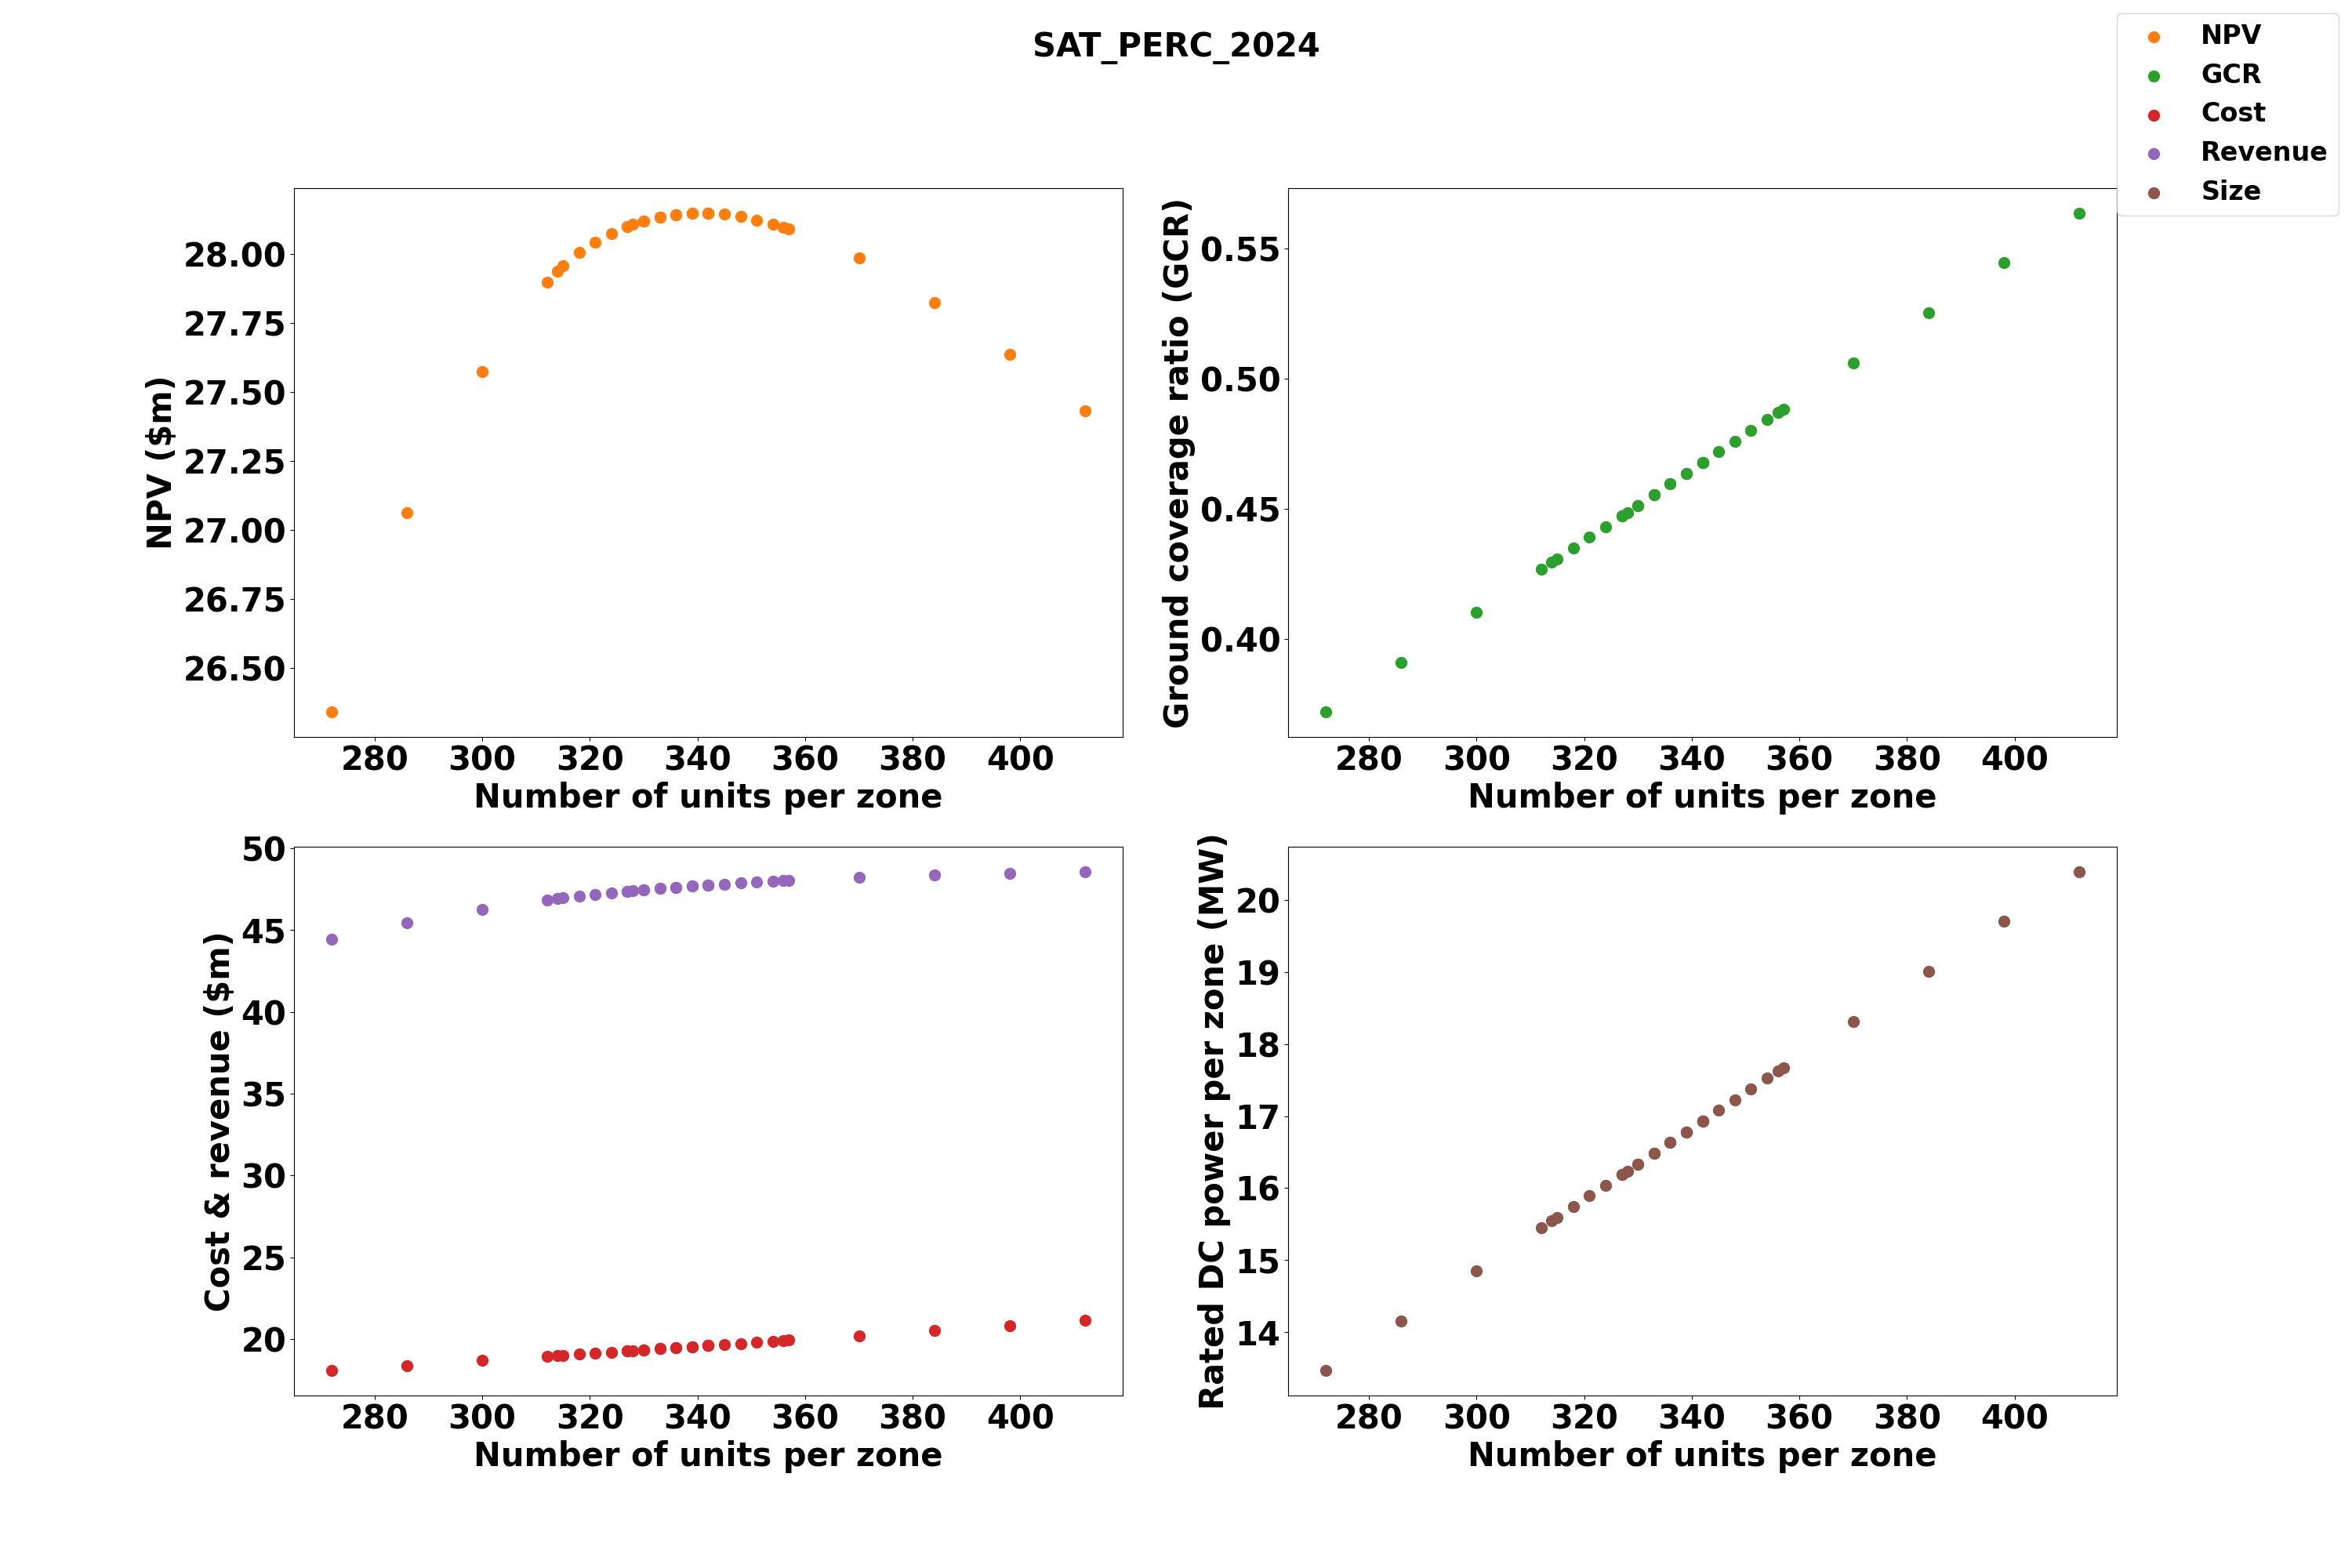 SAT_PERC_2024
NPV
GCR
Cost
Revenue
Size
NPV ($m)
28.00
27.75
27.50
27.25
27.00
26.75
26.50
280 300 320 340 360 380 400
Number of units per zone
Ground coverage ratio (GCR)
0.55
0.50
0.45
0.40
280 300 320 340 360 380 400
Number of units per zone
Cost & revenue ($m)
50
45
40
35
30
25
20
280 300 320 340 360 380 400
Number of units per zone
Rated DC power per zone (MW)
20
19
18
17
16
15
14
280 300 320 340 360 380 400
Number of units per zone